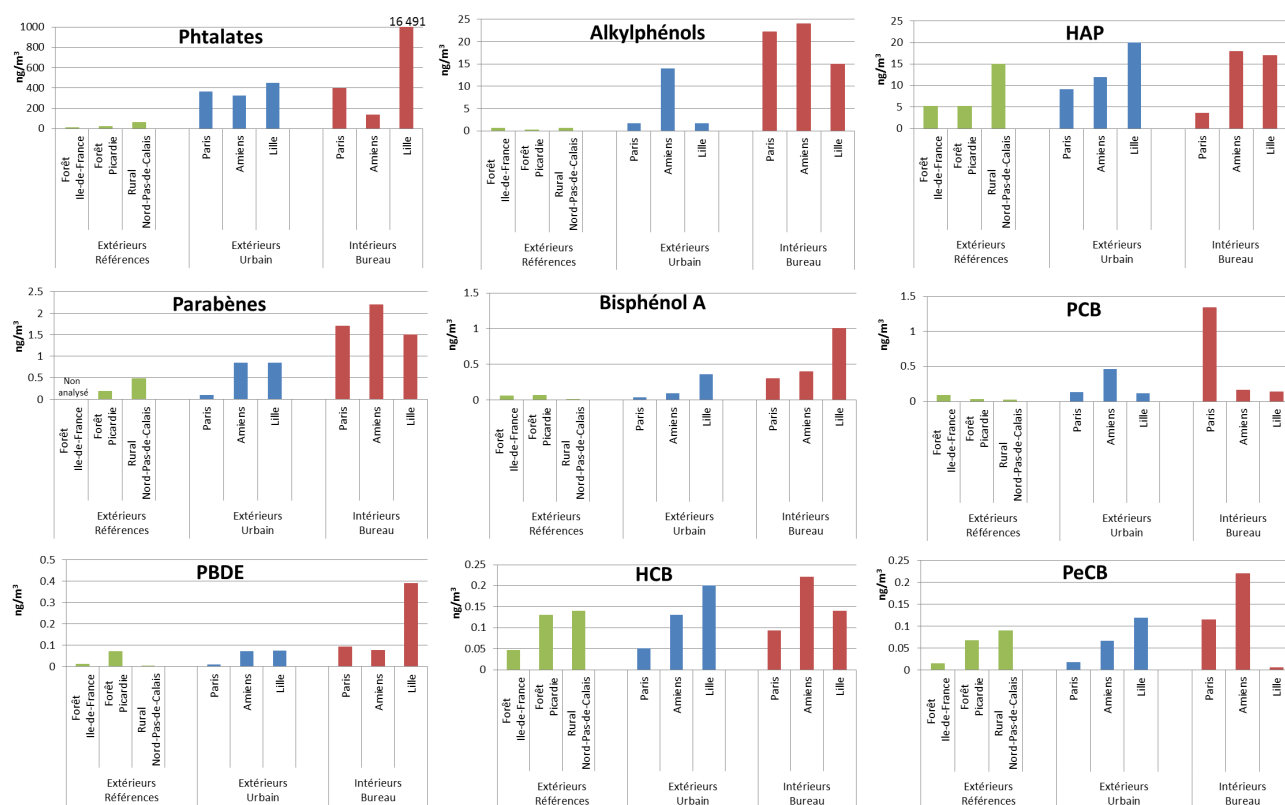 Phtalates
16 491
ng/m³
1000
800
600
400
200
0
Forêt
Ile-de-France
Forêt
Picardie
Rural
Nord-Pas-de-Calais
Paris
Amiens
Lille
Paris
Amiens
Lille
Extérieurs
Références
Extérieurs
Urbain
Intérieurs
Bureau
Alkylphénols
ng/m³
25
20
15
10
5
0
Forêt
Ile-de-France
Forêt
Picardie
Rural
Nord-Pas-de-Calais
Paris
Amiens
Lille
Paris
Amiens
Lille
Extérieurs
Références
Extérieurs
Urbain
Intérieurs
Bureau
HAP
ng/m³
25
20
15
10
5
0
Forêt
Ile-de-France
Forêt
Picardie
Rural
Nord-Pas-de-Calais
Paris
Amiens
Lille
Paris
Amiens
Lille
Extérieurs
Références
Extérieurs
Urbain
Intérieurs
Bureau
Parabènes
ng/m³
2.5
2
1.5
1
0.5
0
Non
analysé
Forêt
Ile-de-France
Forêt
Picardie
Rural
Nord-Pas-de-Calais
Paris
Amiens
Lille
Paris
Amiens
Lille
Extérieurs
Références
Extérieurs
Urbain
Intérieurs
Bureau
Bisphénol A
ng/m³
1.5
1
0.5
0
Forêt
Ile-de-France
Forêt
Picardie
Rural
Nord-Pas-de-Calais
Paris
Amiens
Lille
Paris
Amiens
Lille
Extérieurs
Références
Extérieurs
Urbain
Intérieurs
Bureau
PCB
ng/m³
1.5
1
0.5
0
Forêt
Ile-de-France
Forêt
Picardie
Rural
Nord-Pas-de-Calais
Paris
Amiens
Lille
Paris
Amiens
Lille
Extérieurs
Références
Extérieurs
Urbain
Intérieurs
Bureau
PBDE
ng/m³
0.5
0.4
0.3
0.2
0.1
0
Forêt
Ile-de-France
Forêt
Picardie
Rural
Nord-Pas-de-Calais
Paris
Amiens
Lille
Paris
Amiens
Lille
Extérieurs
Références
Extérieurs
Urbain
Intérieurs
Bureau
HCB
ng/m³
0.25
0.2
0.15
0.1
0.05
0
Forêt
Ile-de-France
Forêt
Picardie
Rural
Nord-Pas-de-Calais
Paris
Amiens
Lille
Paris
Amiens
Lille
Extérieurs
Références
Extérieurs
Urbain
Intérieurs
Bureau
PeCB
ng/m³
0.25
0.2
0.15
0.1
0.05
0
Forêt
Ile-de-France
Forêt
Picardie
Rural
Nord-Pas-de-Calais
Paris
Amiens
Lille
Paris
Amiens
Lille
Extérieurs
Références
Extérieurs
Urbain
Intérieurs
Bureau